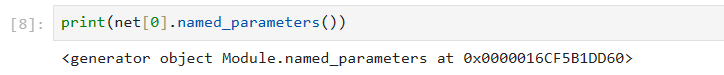 [8]: print(net[0].named_parameters())
<generator object Module.named_parameters at 0x0000016CF5B1DD60>